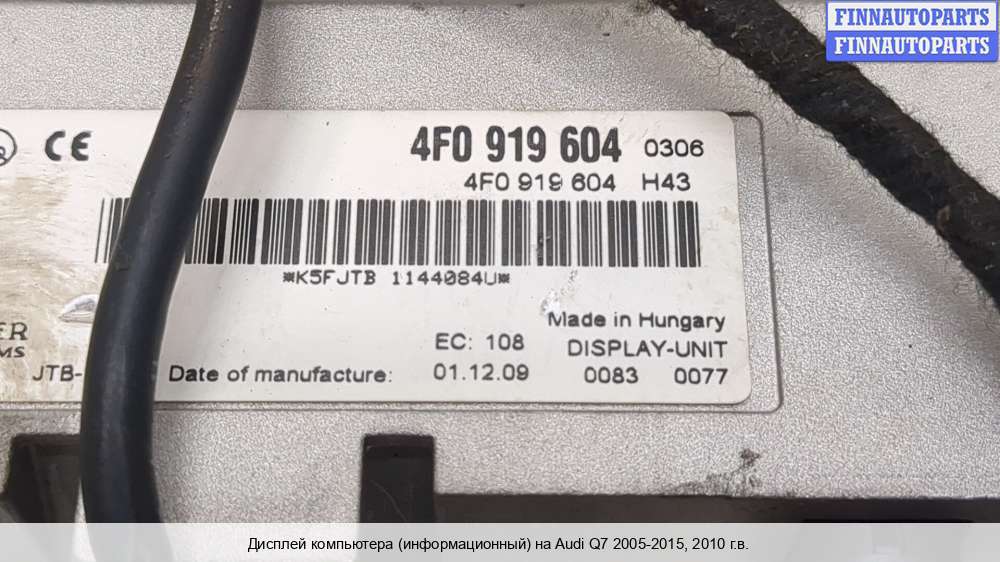 FINNAUTOPARTS
FINNAUTOPARTS
CE
4F0 919 604 0306
4F0 919 604 H43
*K5FJTB 1144084U*
Made in Hungary
EC: 108 DISPLAY-UNIT
JTB- Date of manufacture: 01.12.09 0083 0077
Дисплей компьютера (информационный) на Audi Q7 2005-2015, 2010 г.в.